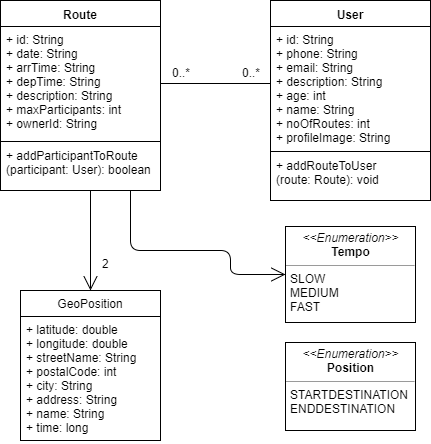 Route
+ id: String
+ date: String
+ arrTime: String
+ depTime: String
+ description: String
+ maxParticipants: int
+ ownerId: String
+ addParticipantToRoute
(participant: User): boolean
0..*
0..*
User
+ id: String
+ phone: String
+ email: String
+ description: String
+ age: int
+ name: String
+ noOfRoutes: int
+ profileImage: String
+ addRouteToUser
(route: Route): void
2
GeoPosition
+ latitude: double
+ longitude: double
+ streetName: String
+ postalCode: int
+ city: String
+ address: String
+ name: String
+ time: long
<<Enumeration>>
Tempo
SLOW
MEDIUM
FAST
<<Enumeration>>
Position
STARTDESTINATION
ENDDESTINATION